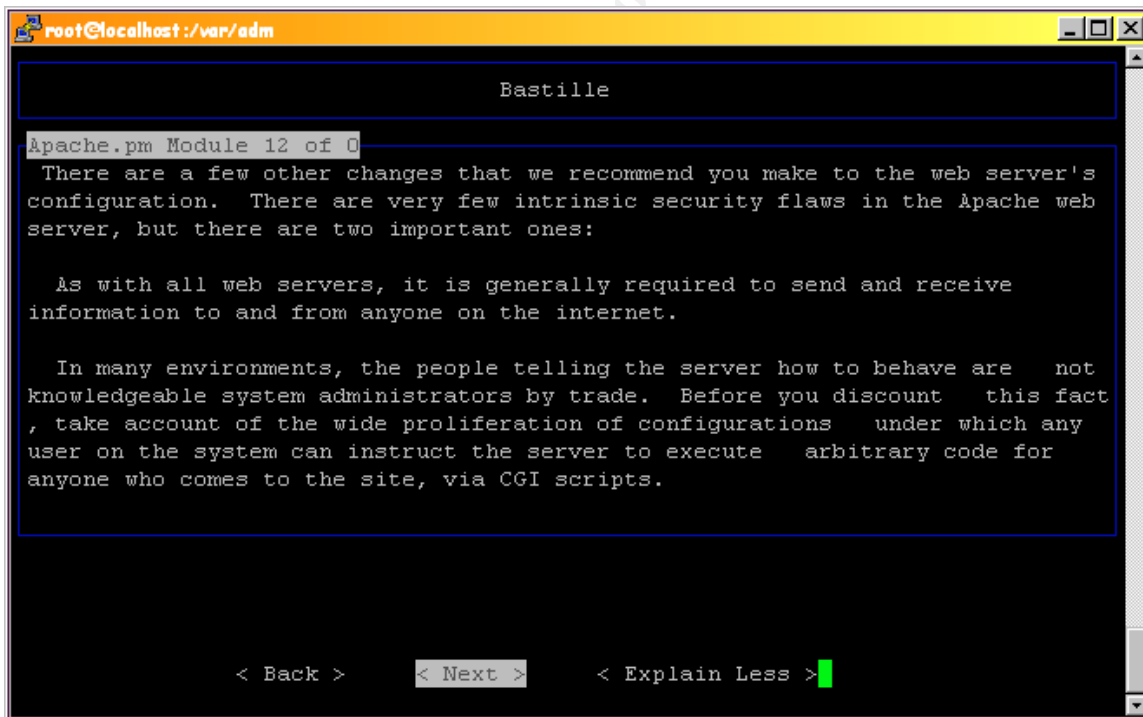 root@localhost:/var/adm
Bastille
Apache.pm Module 12 of 0
There are a few other changes that we recommend you make to the web server's
configuration.  There are very few intrinsic security flaws in the Apache web
server, but there are two important ones:
As with all web servers, it is generally required to send and receive
information to and from anyone on the internet.
In many environments, the people telling the server how to behave are   not
knowledgeable system administrators by trade.  Before you discount   this fact
, take account of the wide proliferation of configurations   under which any
user on the system can instruct the server to execute   arbitrary code for
anyone who comes to the site, via CGI scripts.
< Back >   < Next >   < Explain Less >